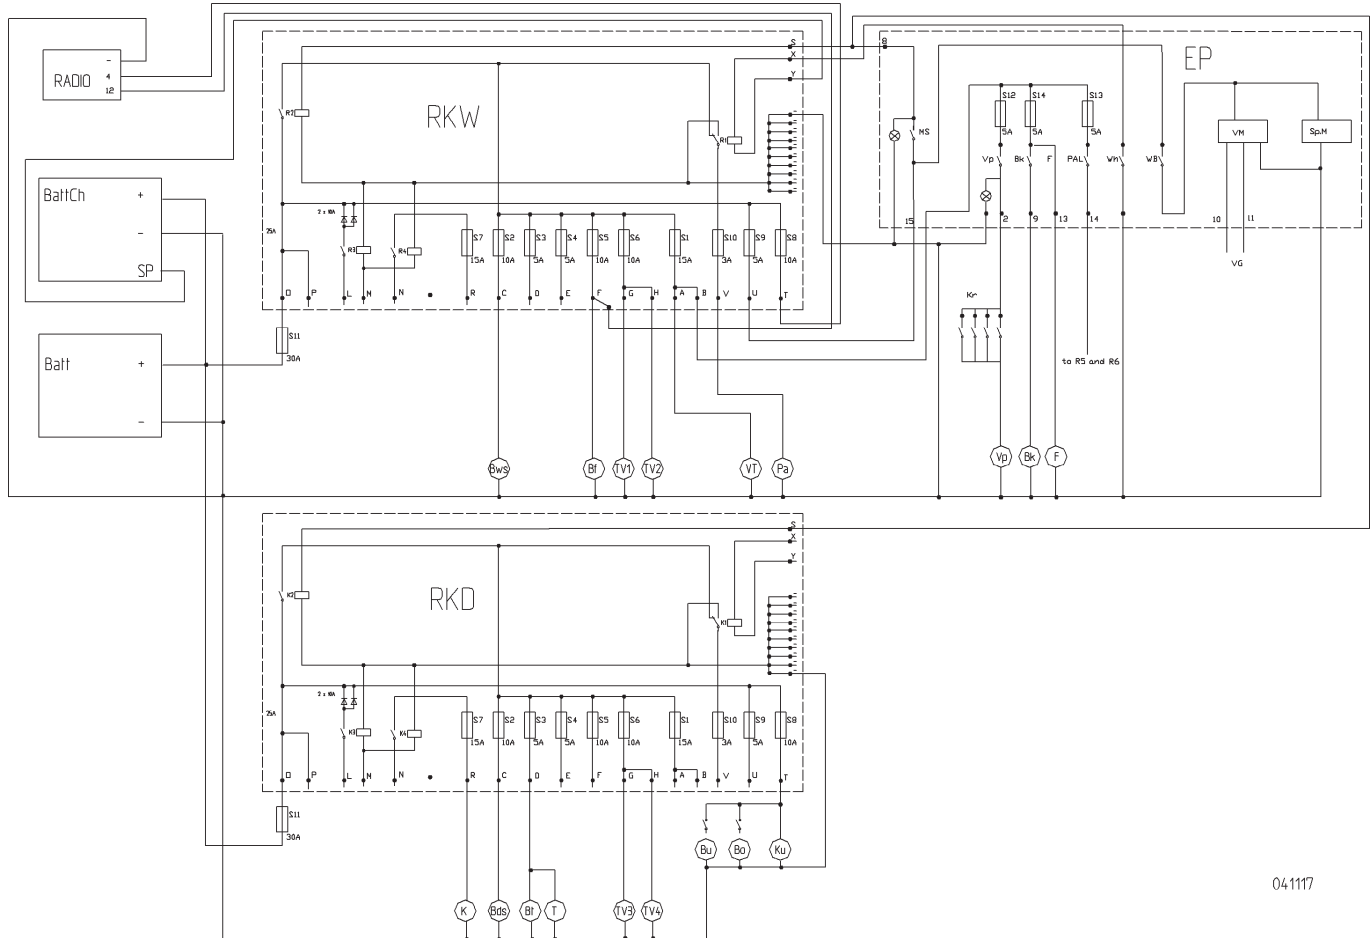 RADIO
-
4
12
BattCh
+
-
SP
Batt
+
-
RKW
S
X
Y
R2
R1
2 x 10A
25A
R3
R4
S7
15A
S2
10A
S3
5A
S4
5A
S5
10A
S6
10A
S1
15A
S10
3A
S9
5A
S8
10A
O
P
L
M
N
R
C
D
E
F
G
H
A
B
V
U
T
S11
30A
EP
8
MS
15
S12
5A
S14
5A
S13
5A
Vp
Bk
F
PAL
Wh
WB
2
9
13
14
VM
Sp.M
10
11
VG
Kr
to R5 and R6
Bws
Bf
TV1
TV2
VT
Pa
Vp
Bk
F
RKD
S
X
Y
K2
K1
2 x 10A
25A
K3
K4
S7
15A
S2
10A
S3
5A
S4
5A
S5
10A
S6
10A
S1
15A
S10
3A
S9
5A
S8
10A
O
P
L
M
N
R
C
D
E
F
G
H
A
B
V
U
T
S11
30A
Bu
Bo
Ku
K
Bds
Bt
T
TV3
TV4
041117